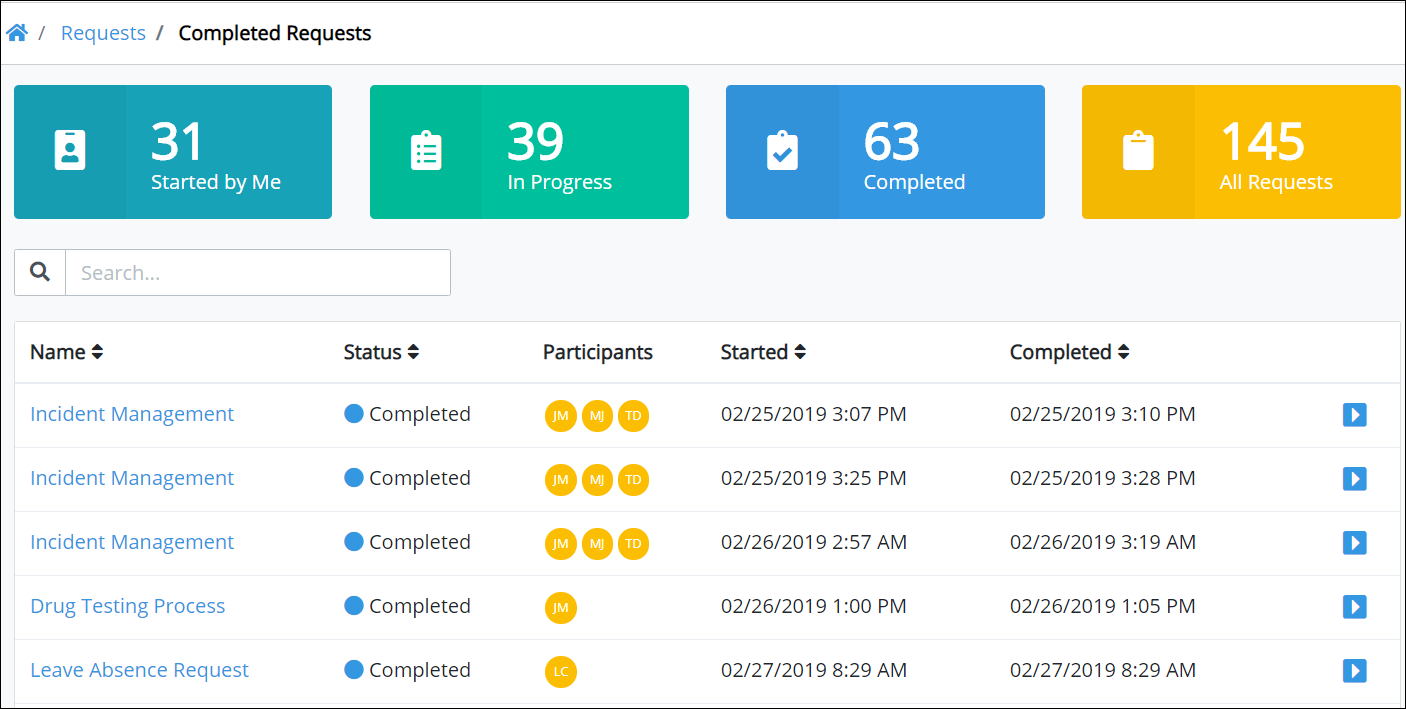 / Requests / Completed Requests
31
Started by Me
39
In Progress
63
Completed
145
All Requests
Search...
Name Status Participants Started Completed
Incident Management Completed JM MJ TD 02/25/2019 3:07 PM 02/25/2019 3:10 PM
Incident Management Completed JM MJ TD 02/25/2019 3:25 PM 02/25/2019 3:28 PM
Incident Management Completed JM MJ TD 02/26/2019 2:57 AM 02/26/2019 3:19 AM
Drug Testing Process Completed JM 02/26/2019 1:00 PM 02/26/2019 1:05 PM
Leave Absence Request Completed LC 02/27/2019 8:29 AM 02/27/2019 8:29 AM